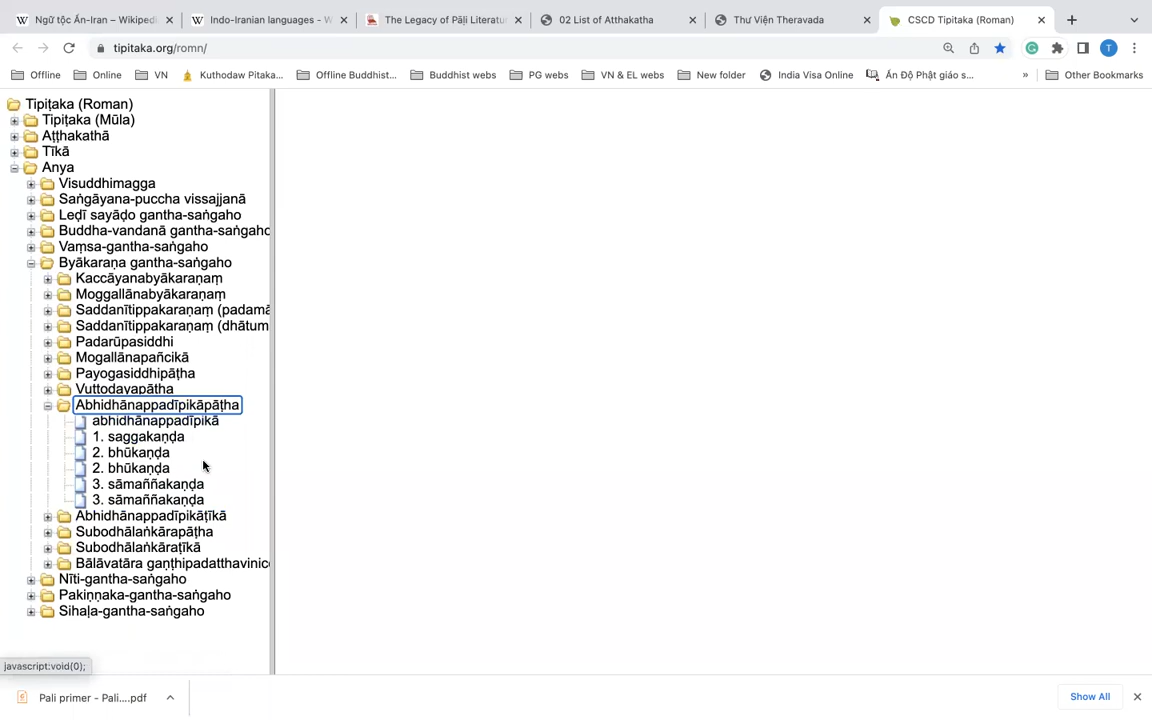 Ngữ tộc Ấn-Iran – Wikipedi
Indo-Iranian languages - W
The Legacy of Pāḷi Literatur
02 List of Atthakatha
Thư Viện Theravada
CSCD Tipitaka (Roman)
tipitaka.org/romn/
T
Offline
Online
VN
Kuthodaw Pitaka...
Offline Buddhist...
Buddhist webs
PG webs
VN & EL webs
New folder
India Visa Online
Ấn Độ Phật giáo s...
»
Other Bookmarks
Tipiṭaka (Roman)
Tipiṭaka (Mūla)
Aṭṭhakathā
Tīkā
Anya
Visuddhimagga
Saṅgāyana-puccha vissajjanā
Leḍī sayāḍo gantha-saṅgaho
Buddha-vandanā gantha-saṅgaho
Vaṃsa-gantha-saṅgaho
Byākaraṇa gantha-saṅgaho
Kaccāyanabyākaraṇaṃ
Moggallānabyākaraṇaṃ
Saddanītippakaraṇaṃ (padamā
Saddanītippakaraṇaṃ (dhātum
Padarūpasiddhi
Mogallānapañcikā
Payogasiddhipāṭha
Vuttodayapāṭha
Abhidhānappadīpikāpāṭha
abhidhānappadīpikā
1. saggakaṇḍa
2. bhūkaṇḍa
2. bhūkaṇḍa
3. sāmaññakaṇḍa
3. sāmaññakaṇḍa
Abhidhānappadīpikāṭīkā
Subodhālaṅkārapāṭha
Subodhālaṅkāraṭīkā
Bālāvatāra gaṇṭhipadatthavinicc
Nīti-gantha-saṅgaho
Pakiṇṇaka-gantha-saṅgaho
Sihaḷa-gantha-saṅgaho
javascript:void(0);
Pali primer - Pali....pdf
Show All